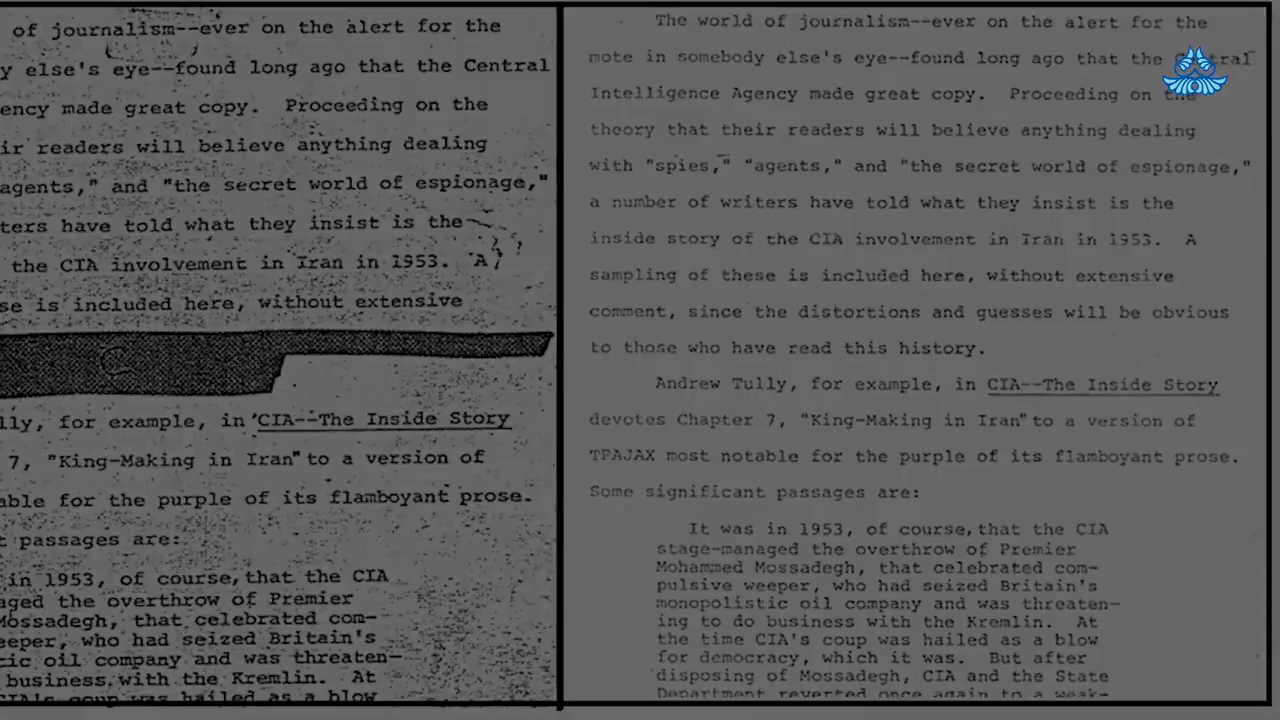 of journalism--ever on the alert for the
y else's eye--found long ago that the Central
ency made great copy. Proceeding on the
ir readers will believe anything dealing
agents," and "the secret world of espionage,"
ters have told what they insist is the
the CIA involvement in Iran in 1953. A
se is included here, without extensive
lly, for example, in CIA--The Inside Story
7, "King-Making in Iran" to a version of
able for the purple of its flamboyant prose.
t passages are:
in 1953, of course, that the CIA
aged the overthrow of Premier
Mossadegh, that celebrated com-
eeper, who had seized Britain's
tic oil company and was threaten-
business with the Kremlin. At
CIA's coup was hailed as a blow
The world of journalism--ever on the alert for the
mote in somebody else's eye--found long ago that the tral
Intelligence Agency made great copy. Proceeding on the
theory that their readers will believe anything dealing
with "spies," "agents," and "the secret world of espionage,"
a number of writers have told what they insist is the
inside story of the CIA involvement in Iran in 1953. A
sampling of these is included here, without extensive
comment, since the distortions and guesses will be obvious
to those who have read this history.
Andrew Tully, for example, in CIA--The Inside Story
devotes Chapter 7, "King-Making in Iran" to a version of
TPAJAX most notable for the purple of its flamboyant prose.
Some significant passages are:
It was in 1953, of course, that the CIA
stage-managed the overthrow of Premier
Mohammed Mossadegh, that celebrated com-
pulsive weeper, who had seized Britain's
monopolistic oil company and was threaten-
ing to do business with the Kremlin. At
the time CIA's coup was hailed as a blow
for democracy, which it was. But after
disposing of Mossadegh, CIA and the State
Department reverted once again to a weak-